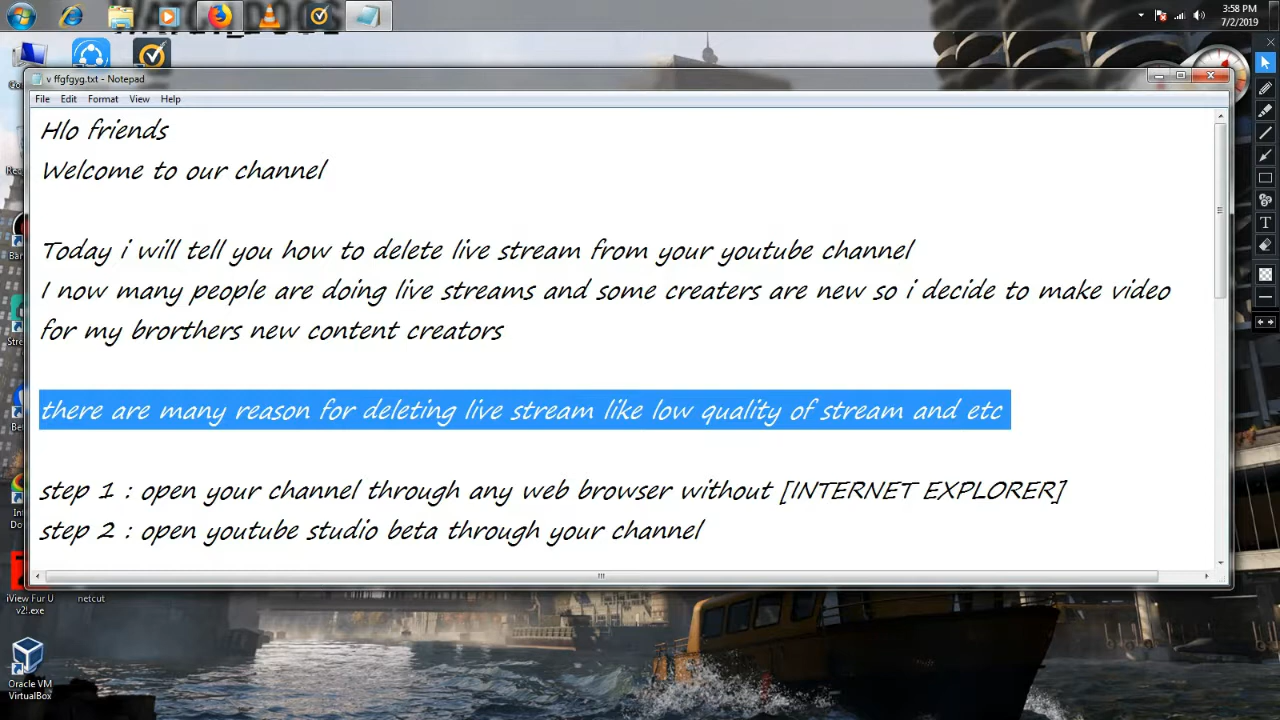 3:58 PM
7/2/2019
v ffgfgyg.txt - Notepad
File Edit Format View Help
Hlo friends
Welcome to our channel
Today i will tell you how to delete live stream from your youtube channel
I now many people are doing live streams and some creaters are new so i decide to make video
for my brorthers new content creators
there are many reason for deleting live stream like low quality of stream and etc
step 1 : open your channel through any web browser without [INTERNET EXPLORER]
step 2 : open youtube studio beta through your channel
iView Fur U
v2!.exe
netcut
Oracle VM
VirtualBox